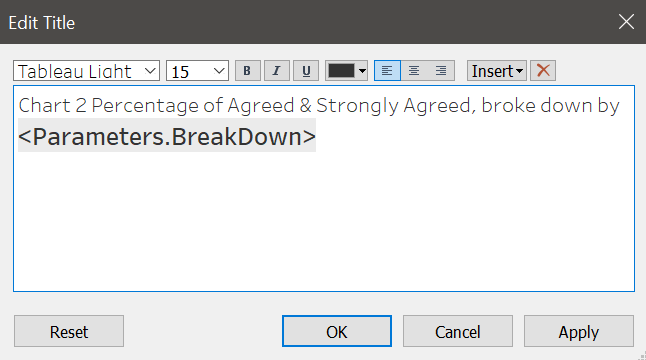 Edit Title
Tableau Light 15 B I U Insert
Chart 2 Percentage of Agreed & Strongly Agreed, broke down by
<Parameters.BreakDown>
Reset OK Cancel Apply